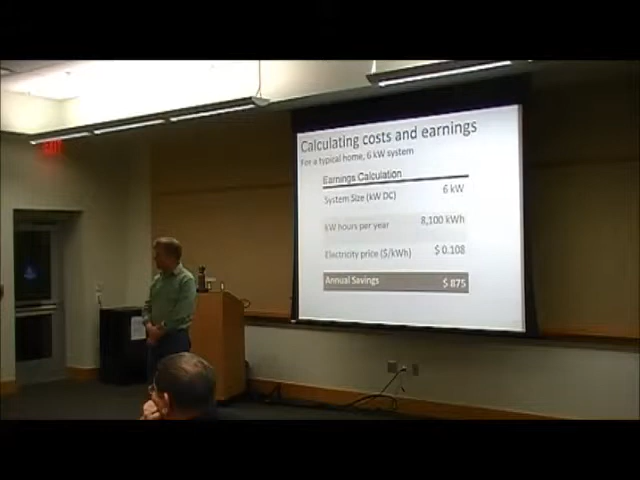 EXIT
Calculating costs and earnings
For a typical home, 6 kW system
Earnings Calculation
System Size (kW DC) 6 kW
kW hours per year 8,100 kWh
Electricity price ($/kWh) $ 0.108
Annual Savings $ 875